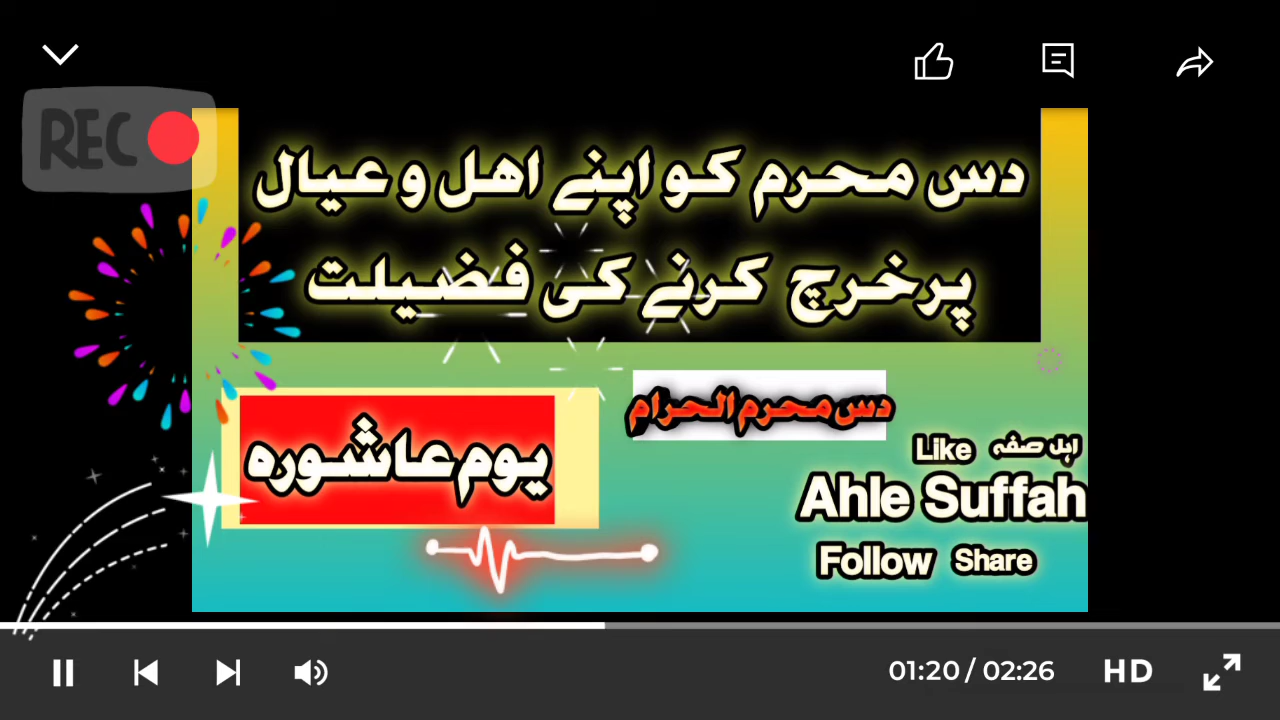 REC
دس محرم کو اپنے اھل و عیال
پرخرچ کرنے کی فضیلت
دس محرم الحرام
یوم عاشورہ
Like اہل صفہ
Ahle Suffah
Follow Share
01:20 / 02:26 HD